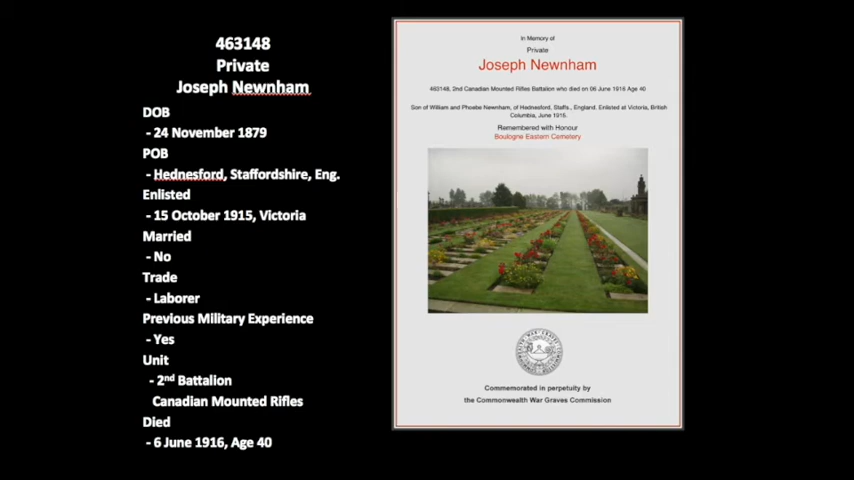 463148
Private
Joseph Newnham
DOB
- 24 November 1879
POB
- Hednesford, Staffordshire, Eng.
Enlisted
- 15 October 1915, Victoria
Married
- No
Trade
- Laborer
Previous Military Experience
- Yes
Unit
- 2nd Battalion
Canadian Mounted Rifles
Died
- 6 June 1916, Age 40
In Memory of
Private
Joseph Newnham
463148, 2nd Canadian Mounted Rifles Battalion who died on 06 June 1916 Age 40
Son of William and Phoebe Newnham, of Hednesford, Staffs., England. Enlisted at Victoria, British
Columbia, June 1916.
Remembered with Honour
Boulogne Eastern Cemetery
Commemorated in perpetuity by
the Commonwealth War Graves Commission